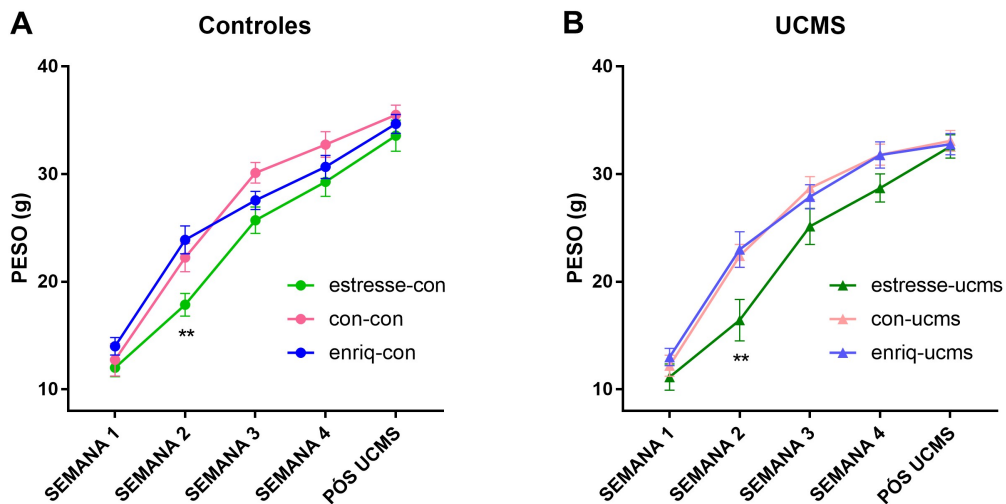 A
Controles
PESO (g)
40
30
20
10
estresse-con
con-con
enriq-con
**
SEMANA 1
SEMANA 2
SEMANA 3
SEMANA 4
PÓS UCMS
B
UCMS
PESO (g)
40
30
20
10
estresse-ucms
con-ucms
enriq-ucms
**
SEMANA 1
SEMANA 2
SEMANA 3
SEMANA 4
PÓS UCMS